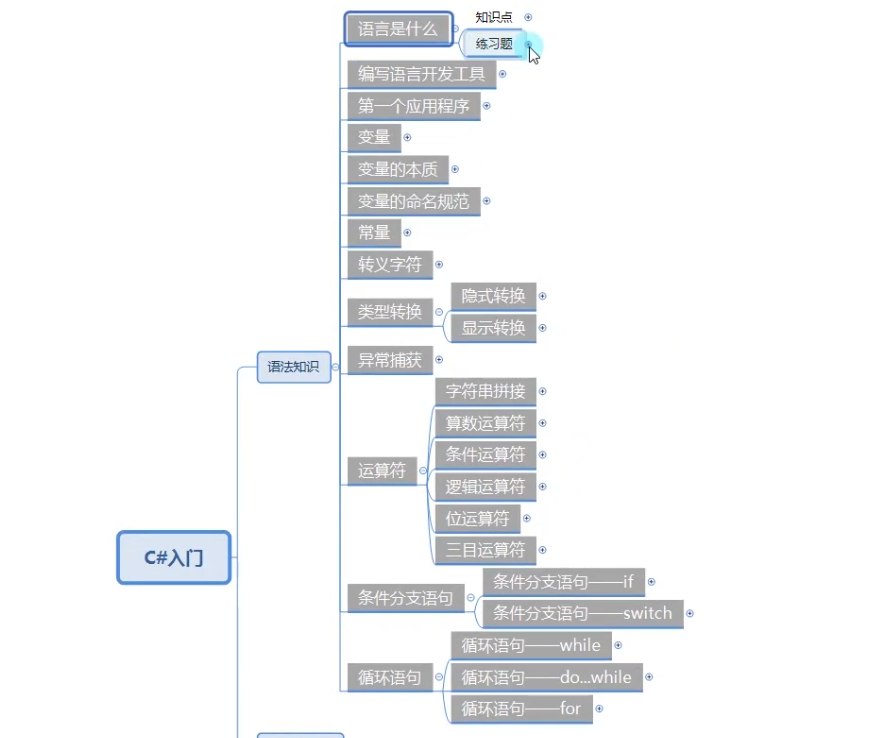 语言是什么
知识点
练习题
编写语言开发工具
第一个应用程序
变量
变量的本质
变量的命名规范
常量
转义字符
类型转换
隐式转换
显示转换
语法知识
异常捕获
运算符
字符串拼接
算数运算符
条件运算符
逻辑运算符
位运算符
三目运算符
C#入门
条件分支语句
条件分支语句——if
条件分支语句——switch
循环语句
循环语句——while
循环语句——do...while
循环语句——for